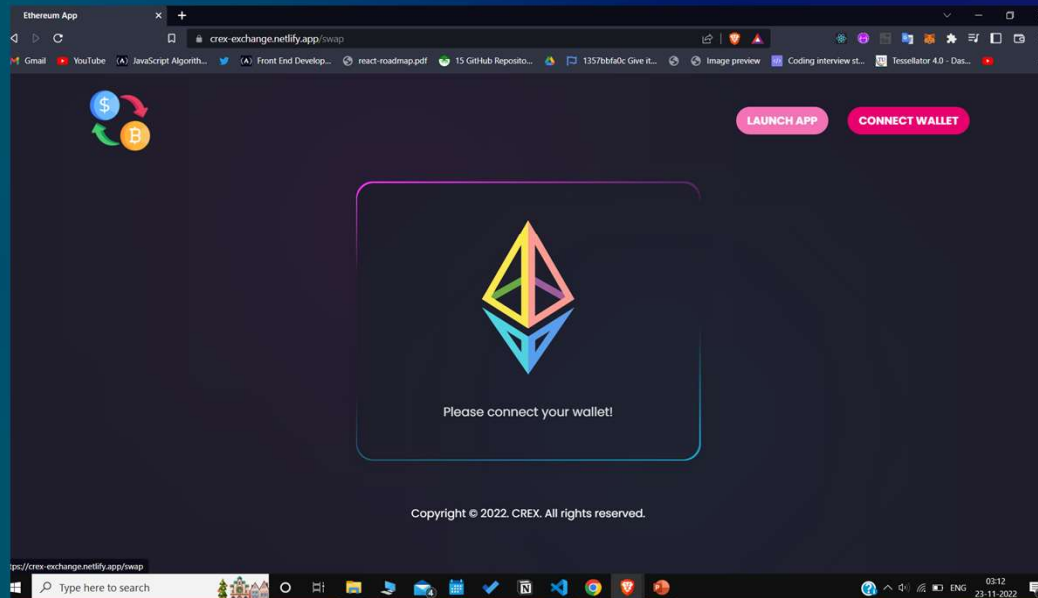 Ethereum App
crex-exchange.netlify.app/swap
Gmail YouTube JavaScript Algorith... Front End Develop... react-roadmap.pdf 15 GitHub Reposito... 1357bbfa0c Give it... Image preview Coding interview st... Tessellator 4.0 - Das...
LAUNCH APP CONNECT WALLET
Please connect your wallet!
Copyright © 2022. CREX. All rights reserved.
tps://crex-exchange.netlify.app/swap
Type here to search
4
ENG 03:12
23-11-2022